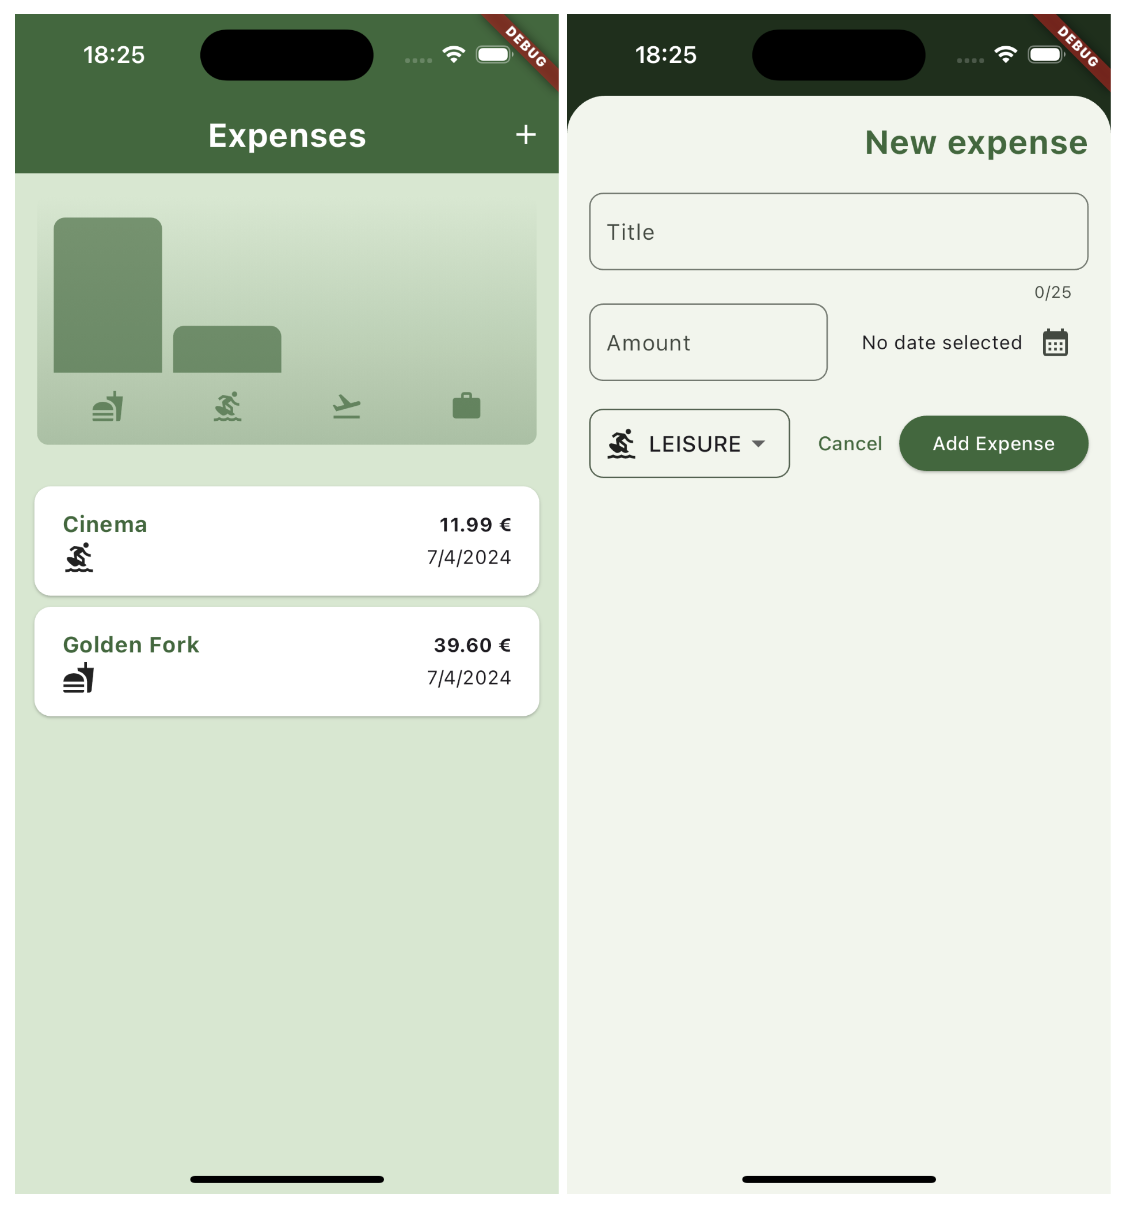 18:25
DEBUG
Expenses +
Cinema
11.99 €
7/4/2024
Golden Fork
39.60 €
7/4/2024
18:25
DEBUG
New expense
Title
0/25
Amount
No date selected
LEISURE
Cancel
Add Expense